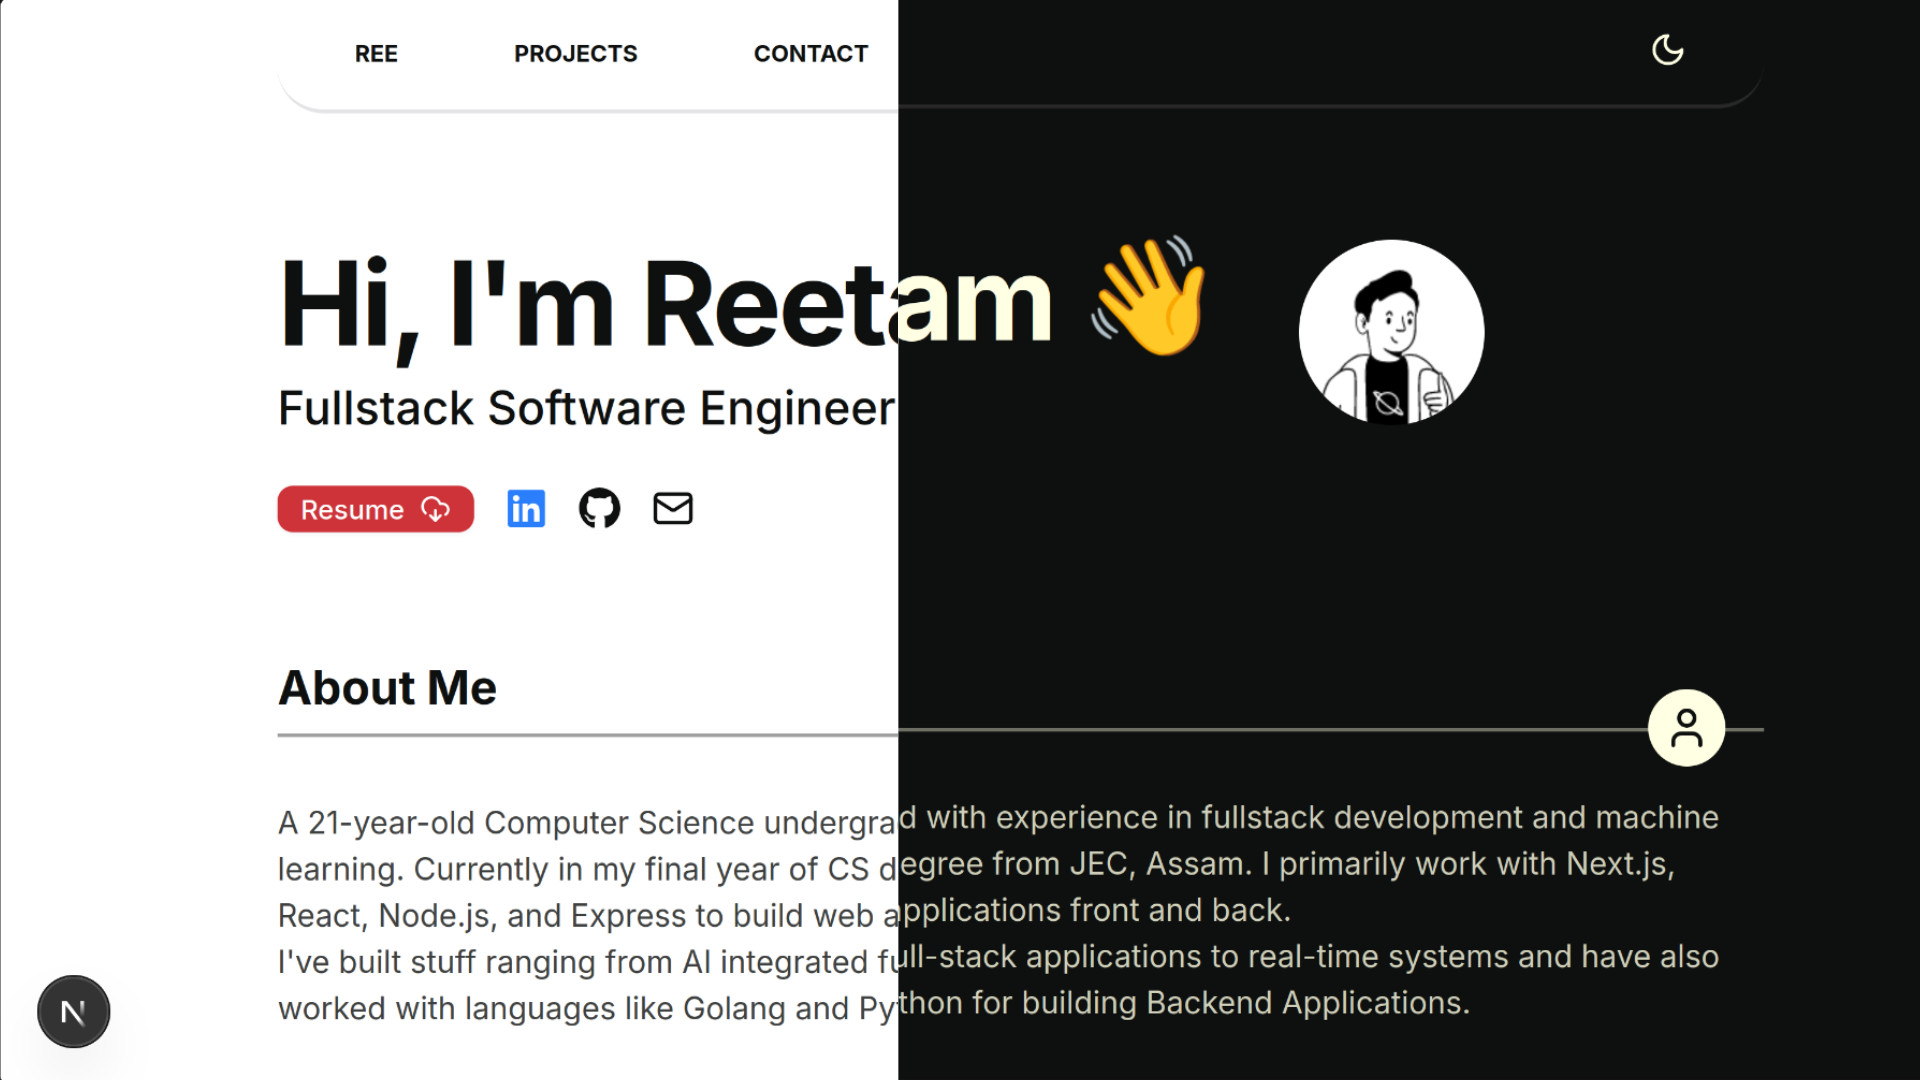 REE PROJECTS CONTACT
Hi, I'm Reetam 👋
Fullstack Software Engineer
Resume in
About Me
A 21-year-old Computer Science undergrad with experience in fullstack development and machine
learning. Currently in my final year of CS degree from JEC, Assam. I primarily work with Next.js,
React, Node.js, and Express to build web applications front and back.
I've built stuff ranging from AI integrated full-stack applications to real-time systems and have also
worked with languages like Golang and Python for building Backend Applications.
N